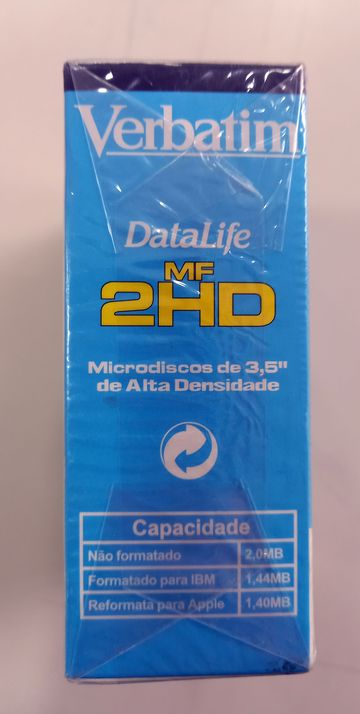 Verbatim
DataLife
MF
2HD
Microdiscos de 3,5"
de Alta Densidade
Capacidade
Não formatado 2,0MB
Formatado para IBM 1,44MB
Reformata para Apple 1,40MB